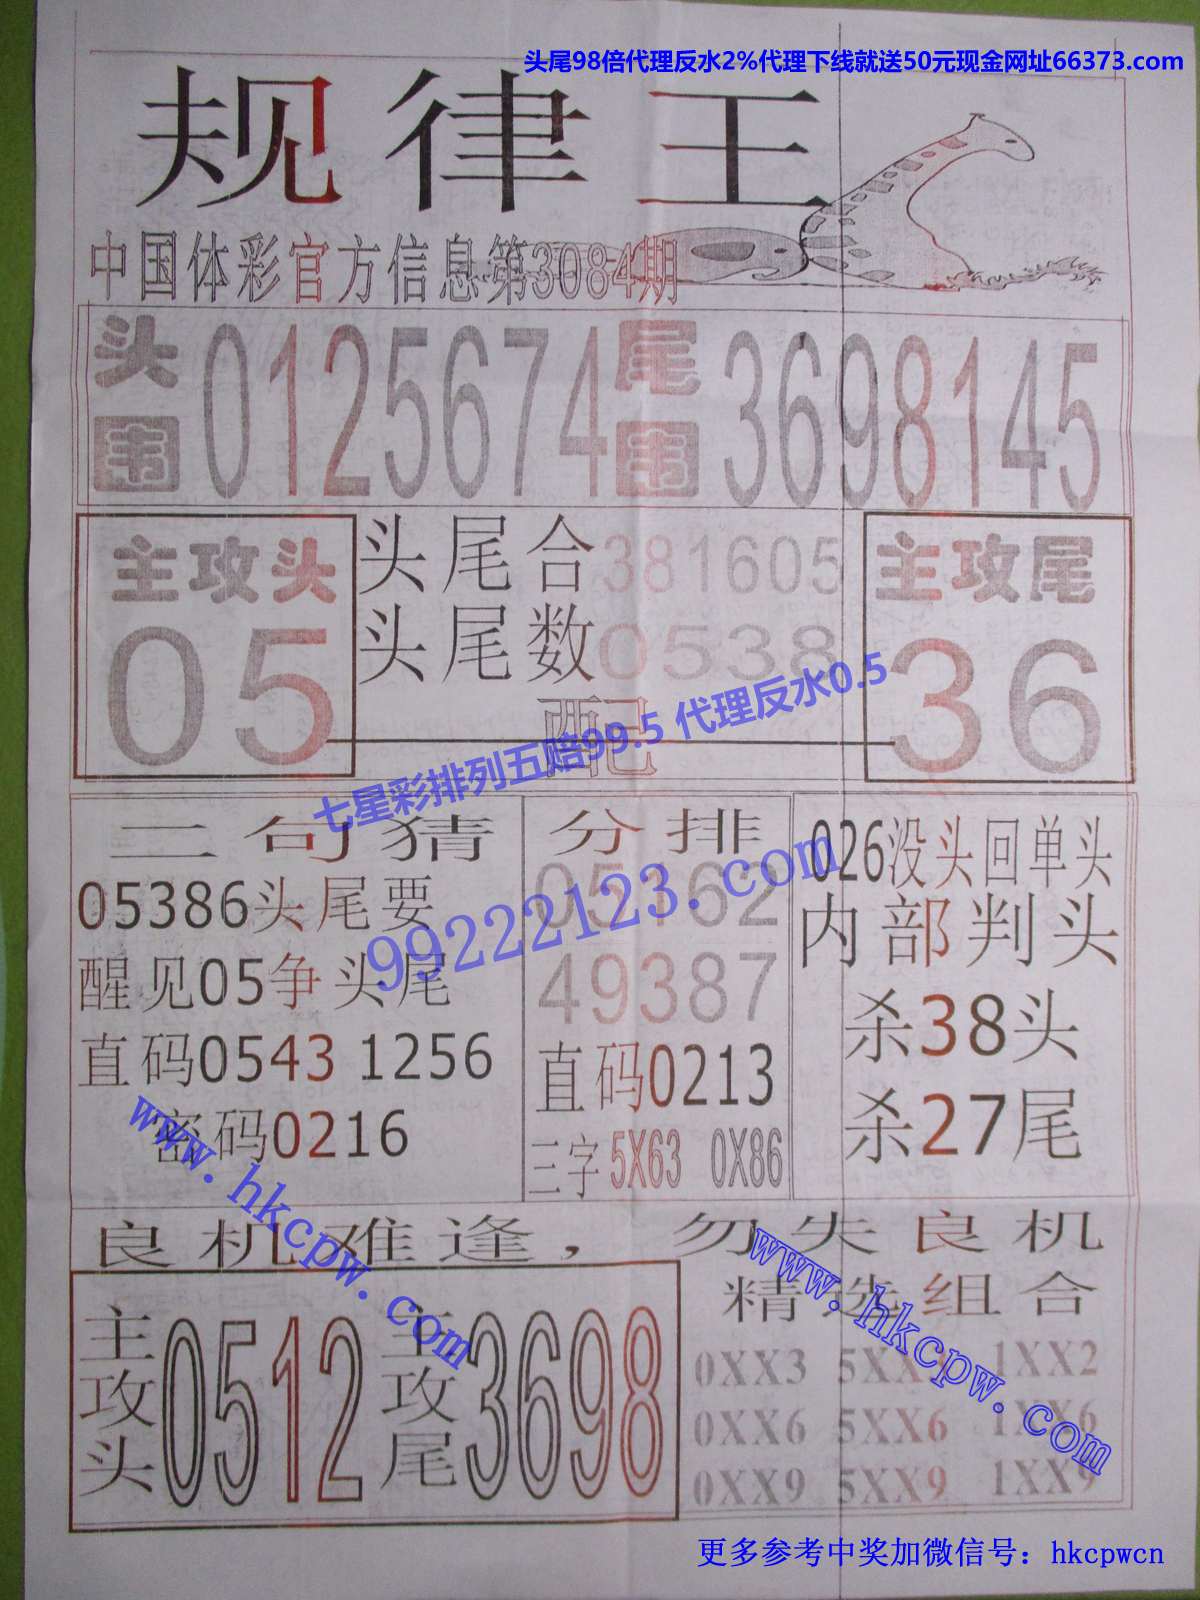 头尾98倍代理反水2%代理下线就送50元现金网址66373.com
规律王
中国体彩官方信息第3084期
头围0125674尾围3698145
主攻头
05
头尾合381605
头尾数0538
配
主攻尾
36
七星彩排列五赔99.5 代理反水0.5
99222123.com
二句猜
05386头尾要
醒见05争头尾
直码0543 1256
密码0216
分排
05162
49387
直码0213
三字5X63 0X86
026没头回单头
内部判头
杀38头
杀27尾
www.hkcpw.com
良机难逢，勿失良机
主攻头0512主攻尾3698
精选组合
www.hkcpw.com
0XX3 1XX2
0XX6 5XX6 1XX6
0XX9 5XX9 1XX9
更多参考中奖加微信号：hkcpwcn